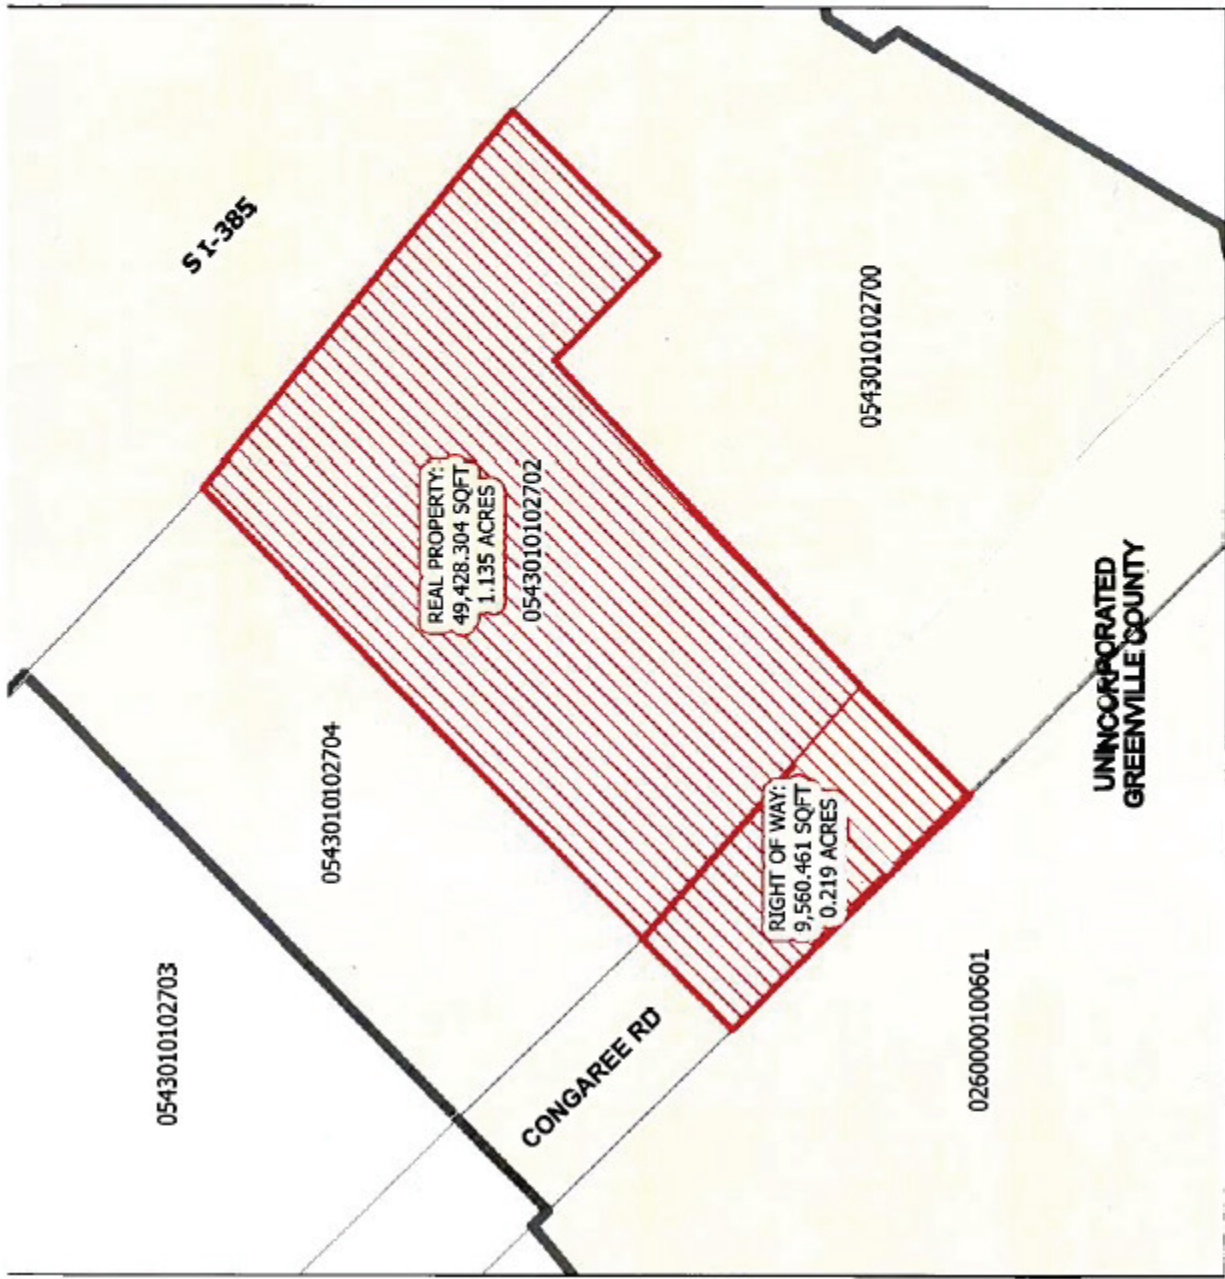 S I-385
REAL PROPERTY:
49,428.304 SQFT
1.135 ACRES
0543010102702
0543010102700
0543010102704
0543010102703
RIGHT OF WAY:
9,560.461 SQFT
0.219 ACRES
CONGAREE RD
UNINCORPORATED
GREENVILLE COUNTY
0260000100601